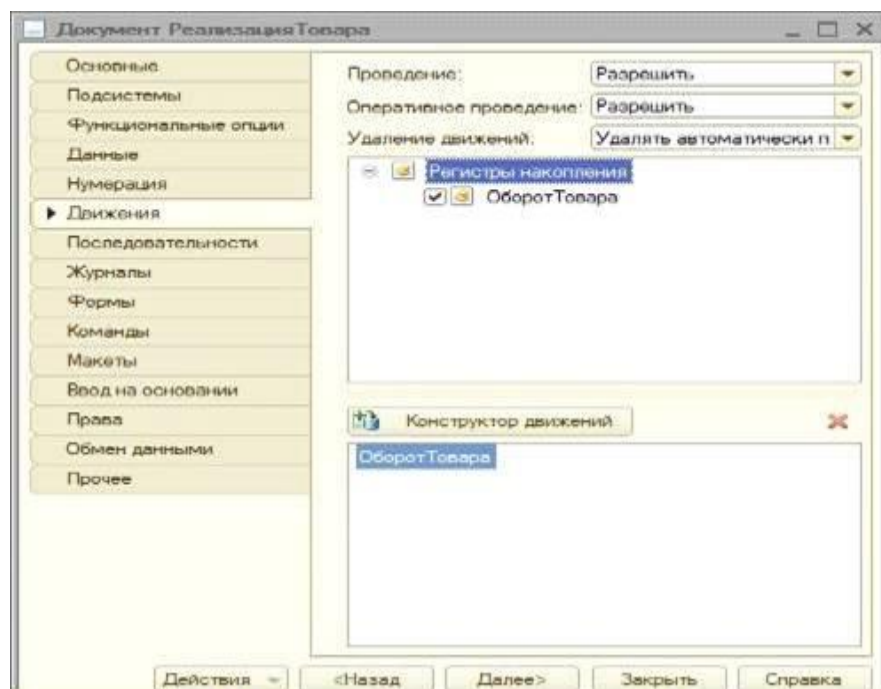 Документ РеализацияТовара
Основные
Подсистемы
Функциональные опции
Данные
Нумерация
Движения
Последовательности
Журналы
Формы
Команды
Макеты
Ввод на основании
Права
Обмен данными
Прочее
Проведение: Разрешить
Оперативное проведение: Разрешить
Удаление движений: Удалять автоматически п
Регистры накопления
ОборотТовара
Конструктор движений
ОборотТовара
Действия <Назад Далее> Закрыть Справка